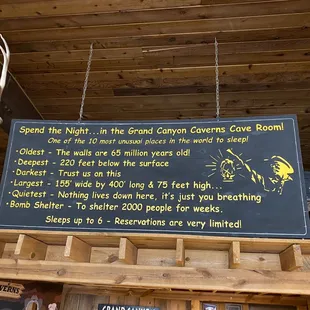 Spend the Night...in the Grand Canyon Caverns Cave Room!
One of the 10 most unusual places in the world to sleep!
·Oldest - The walls are 65 million years old!
·Deepest - 220 feet below the surface
·Darkest - Trust us on this
·Largest - 155' wide by 400' long & 75 feet high...
·Quietest - Nothing lives down here, it's just you breathing
·Bomb Shelter - To shelter 2000 people for weeks.
Sleeps up to 6 - Reservations are very limited!